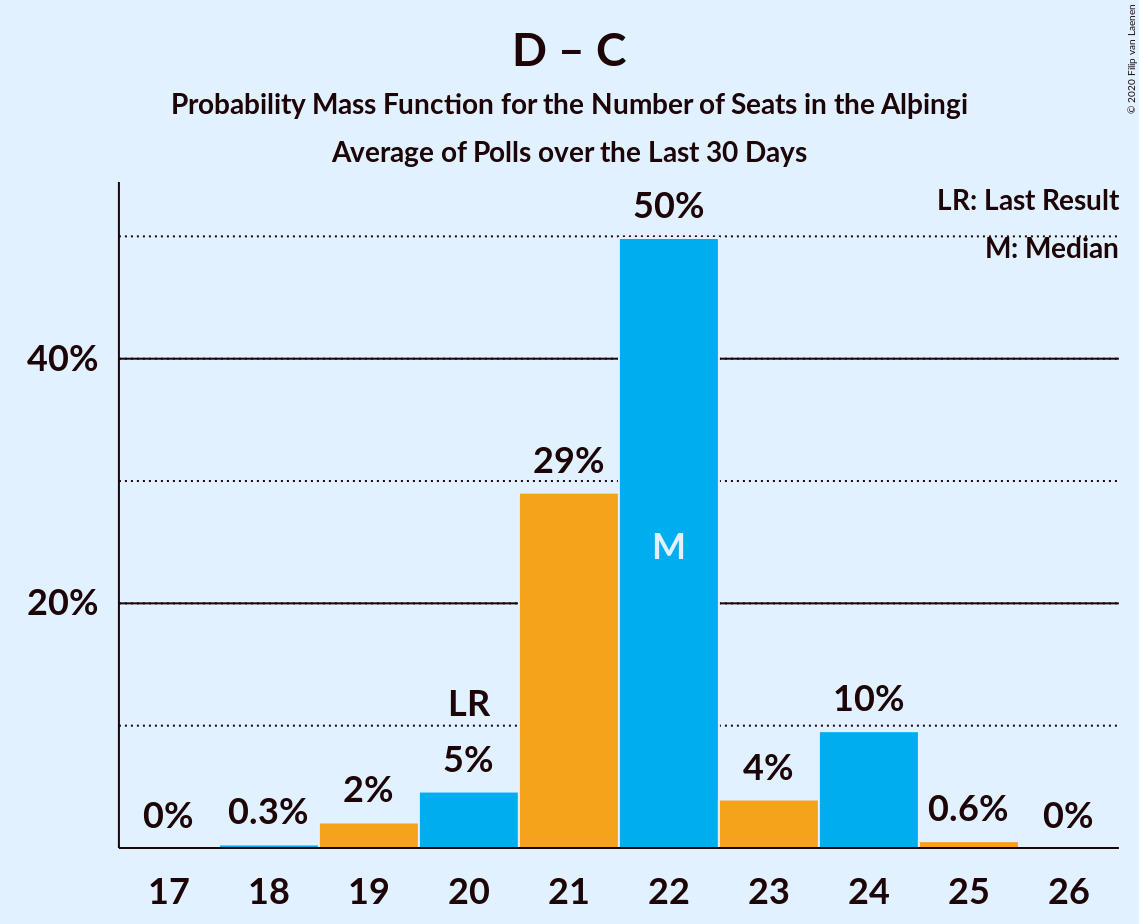 D – C
Probability Mass Function for the Number of Seats in the Alþingi
Average of Polls over the Last 30 Days
© 2020 Filip van Laenen
LR: Last Result
M: Median
50%
40%
29%
M
20%
LR
10%
5%
4%
2%
0.3%
0.6%
0%
0%
17 18 19 20 21 22 23 24 25 26